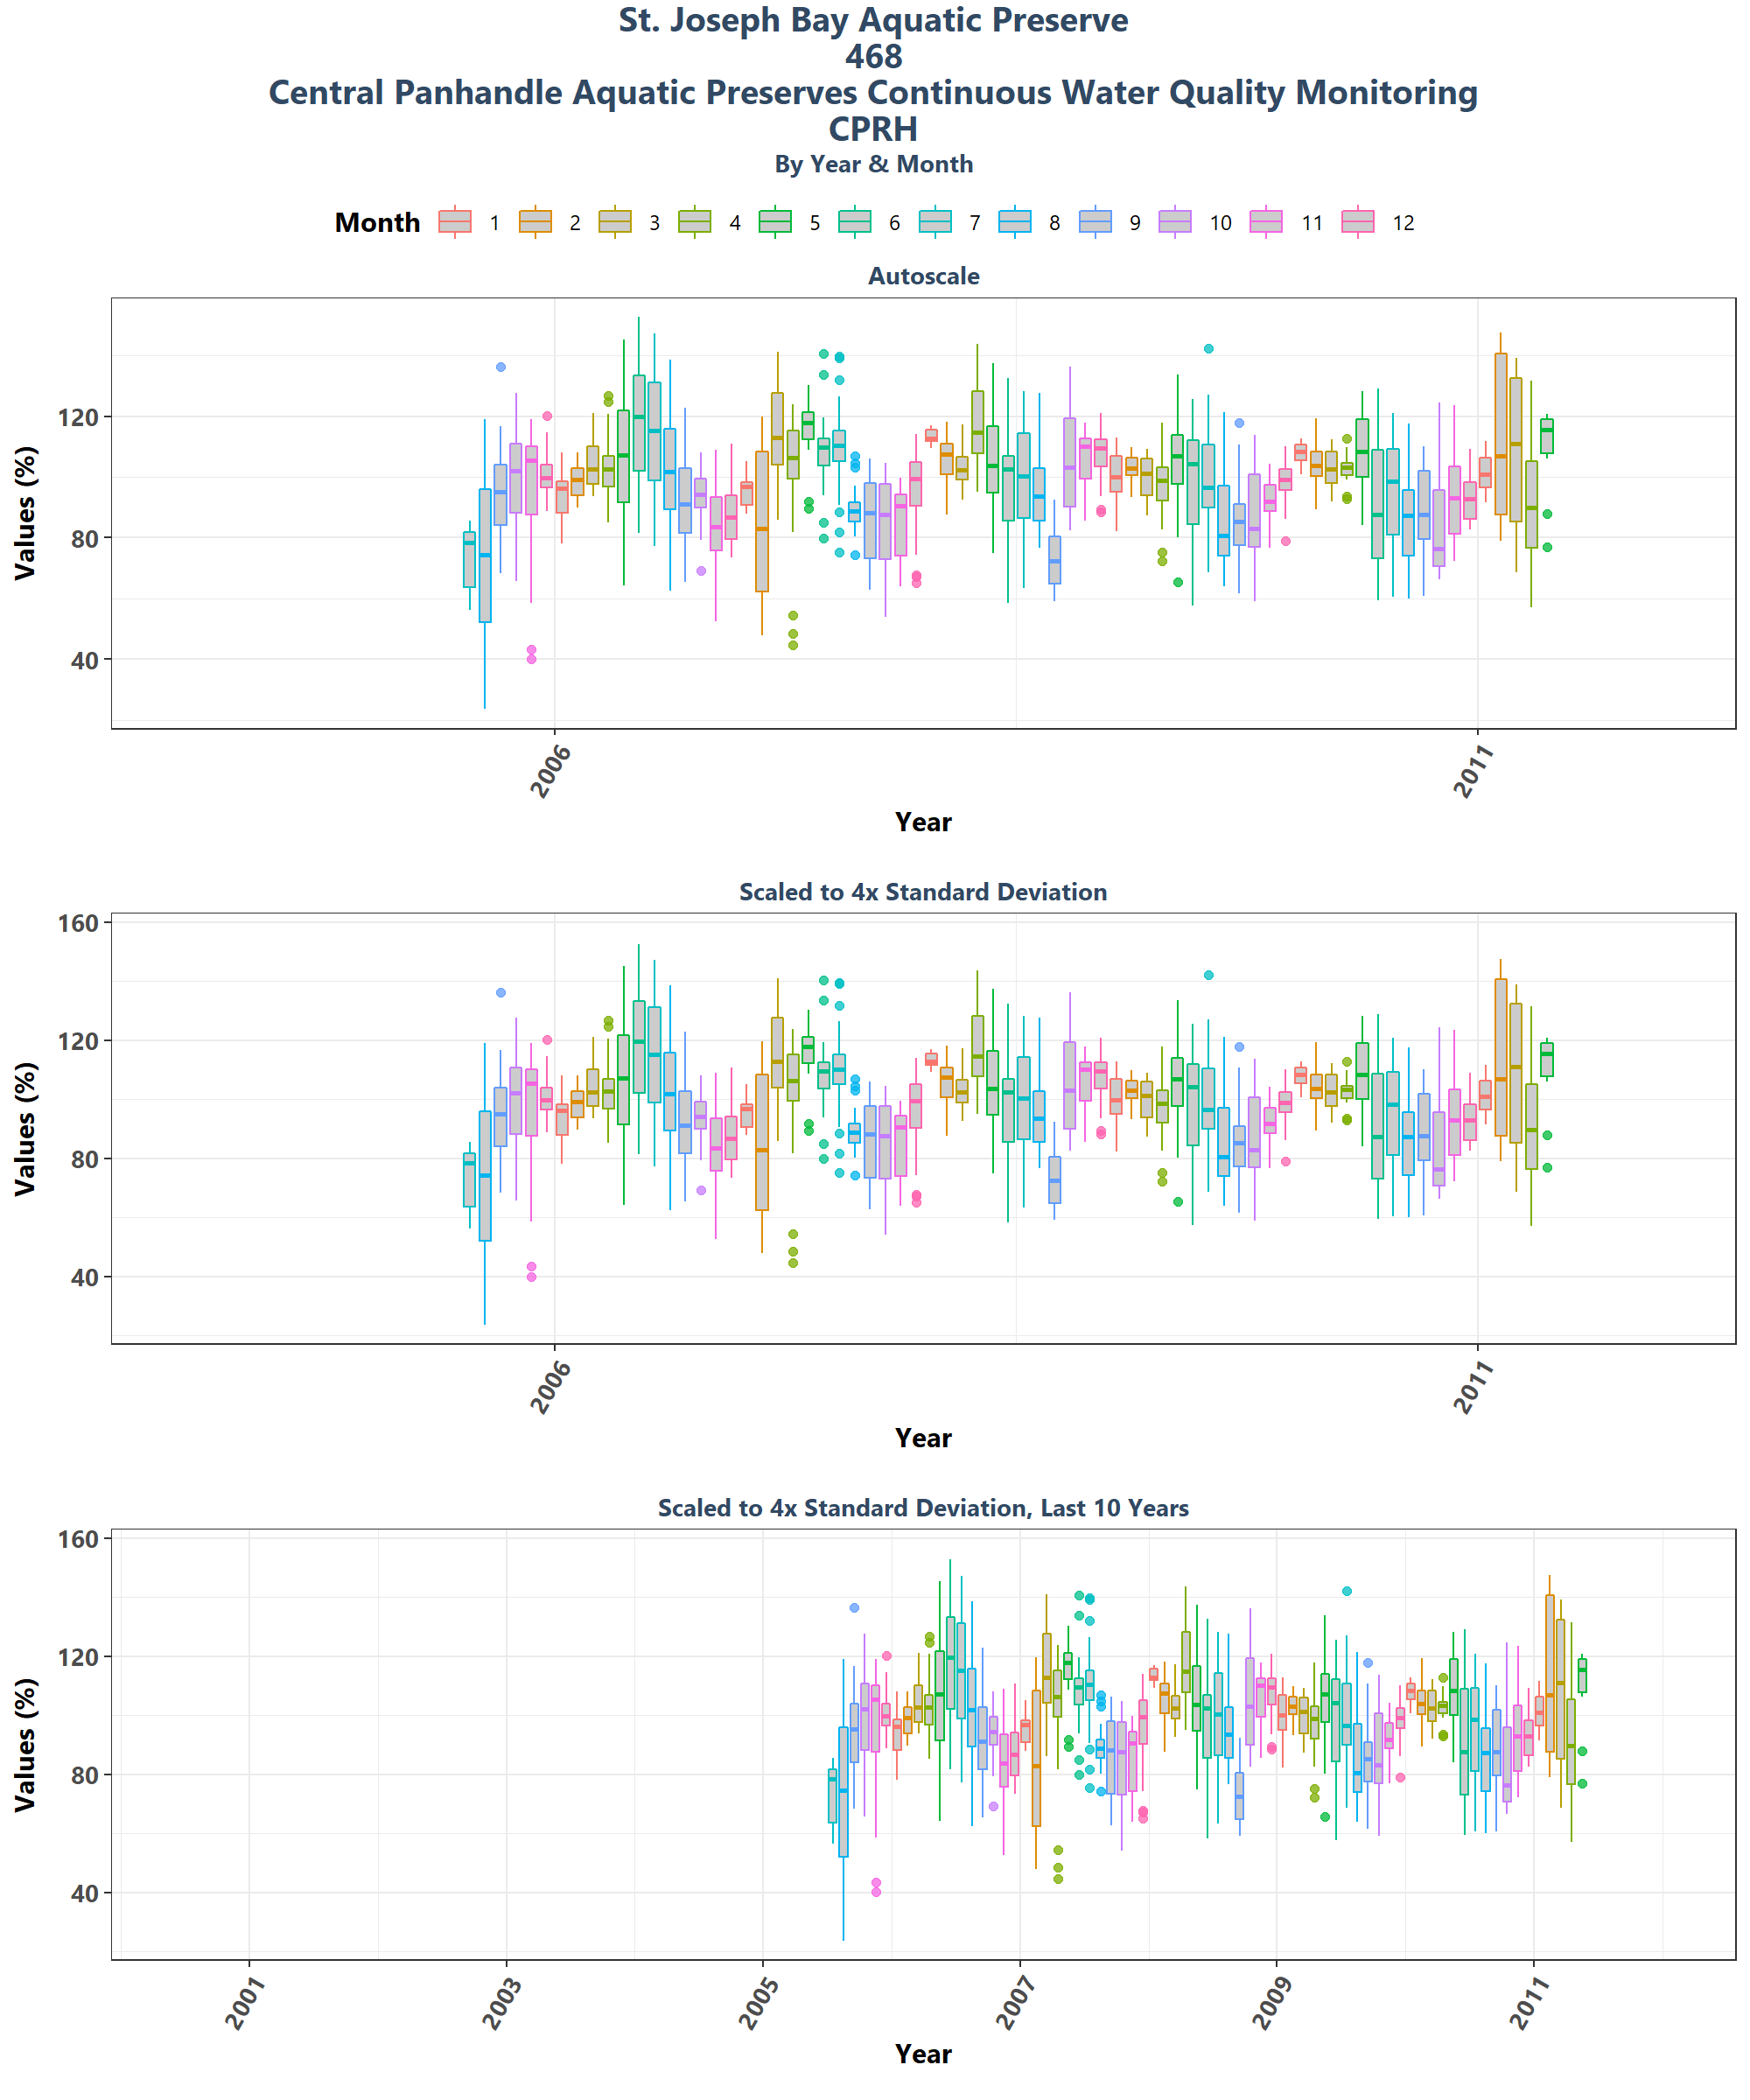 St. Joseph Bay Aquatic Preserve
468
Central Panhandle Aquatic Preserves Continuous Water Quality Monitoring
CPRH
By Year & Month
Month 1 2 3 4 5 6 7 8 9 10 11 12
Autoscale
Values (%)
120
80
40
2006 2011
Year
Scaled to 4x Standard Deviation
Values (%)
160
120
80
40
2006 2011
Year
Scaled to 4x Standard Deviation, Last 10 Years
Values (%)
160
120
80
40
2001 2003 2005 2007 2009 2011
Year